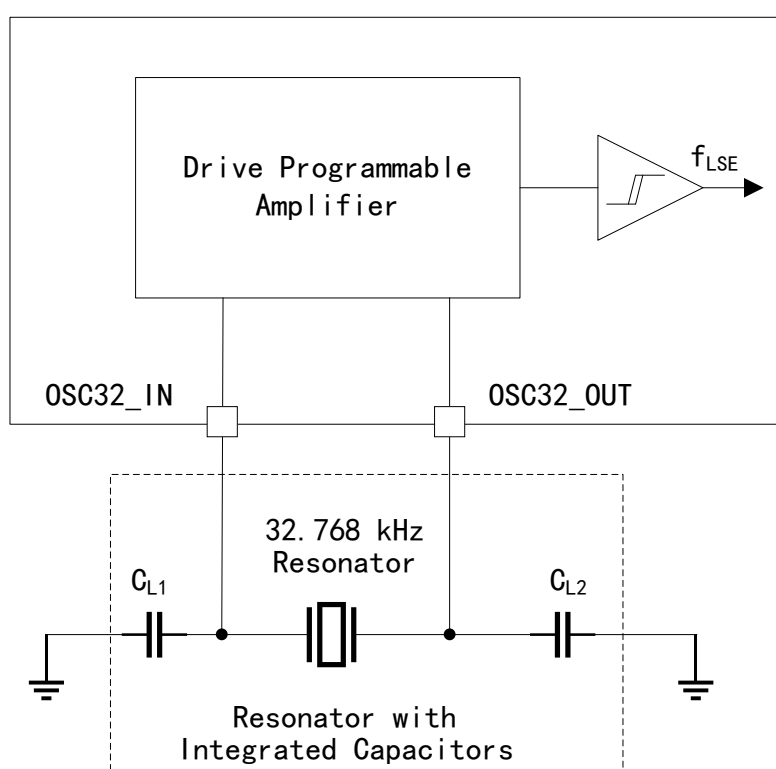 Drive Programmable
Amplifier
fLSE
OSC32_IN
OSC32_OUT
32.768 kHz
Resonator
CL1
CL2
Resonator with
Integrated Capacitors